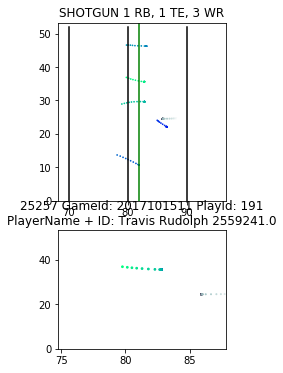 SHOTGUN 1 RB, 1 TE, 3 WR
50
40
30
20
10
0
70 80 90
25257 GameId: 2017101511 PlayId: 191
PlayerName + ID: Travis Rudolph 2559241.0
40
20
0
75 80 85